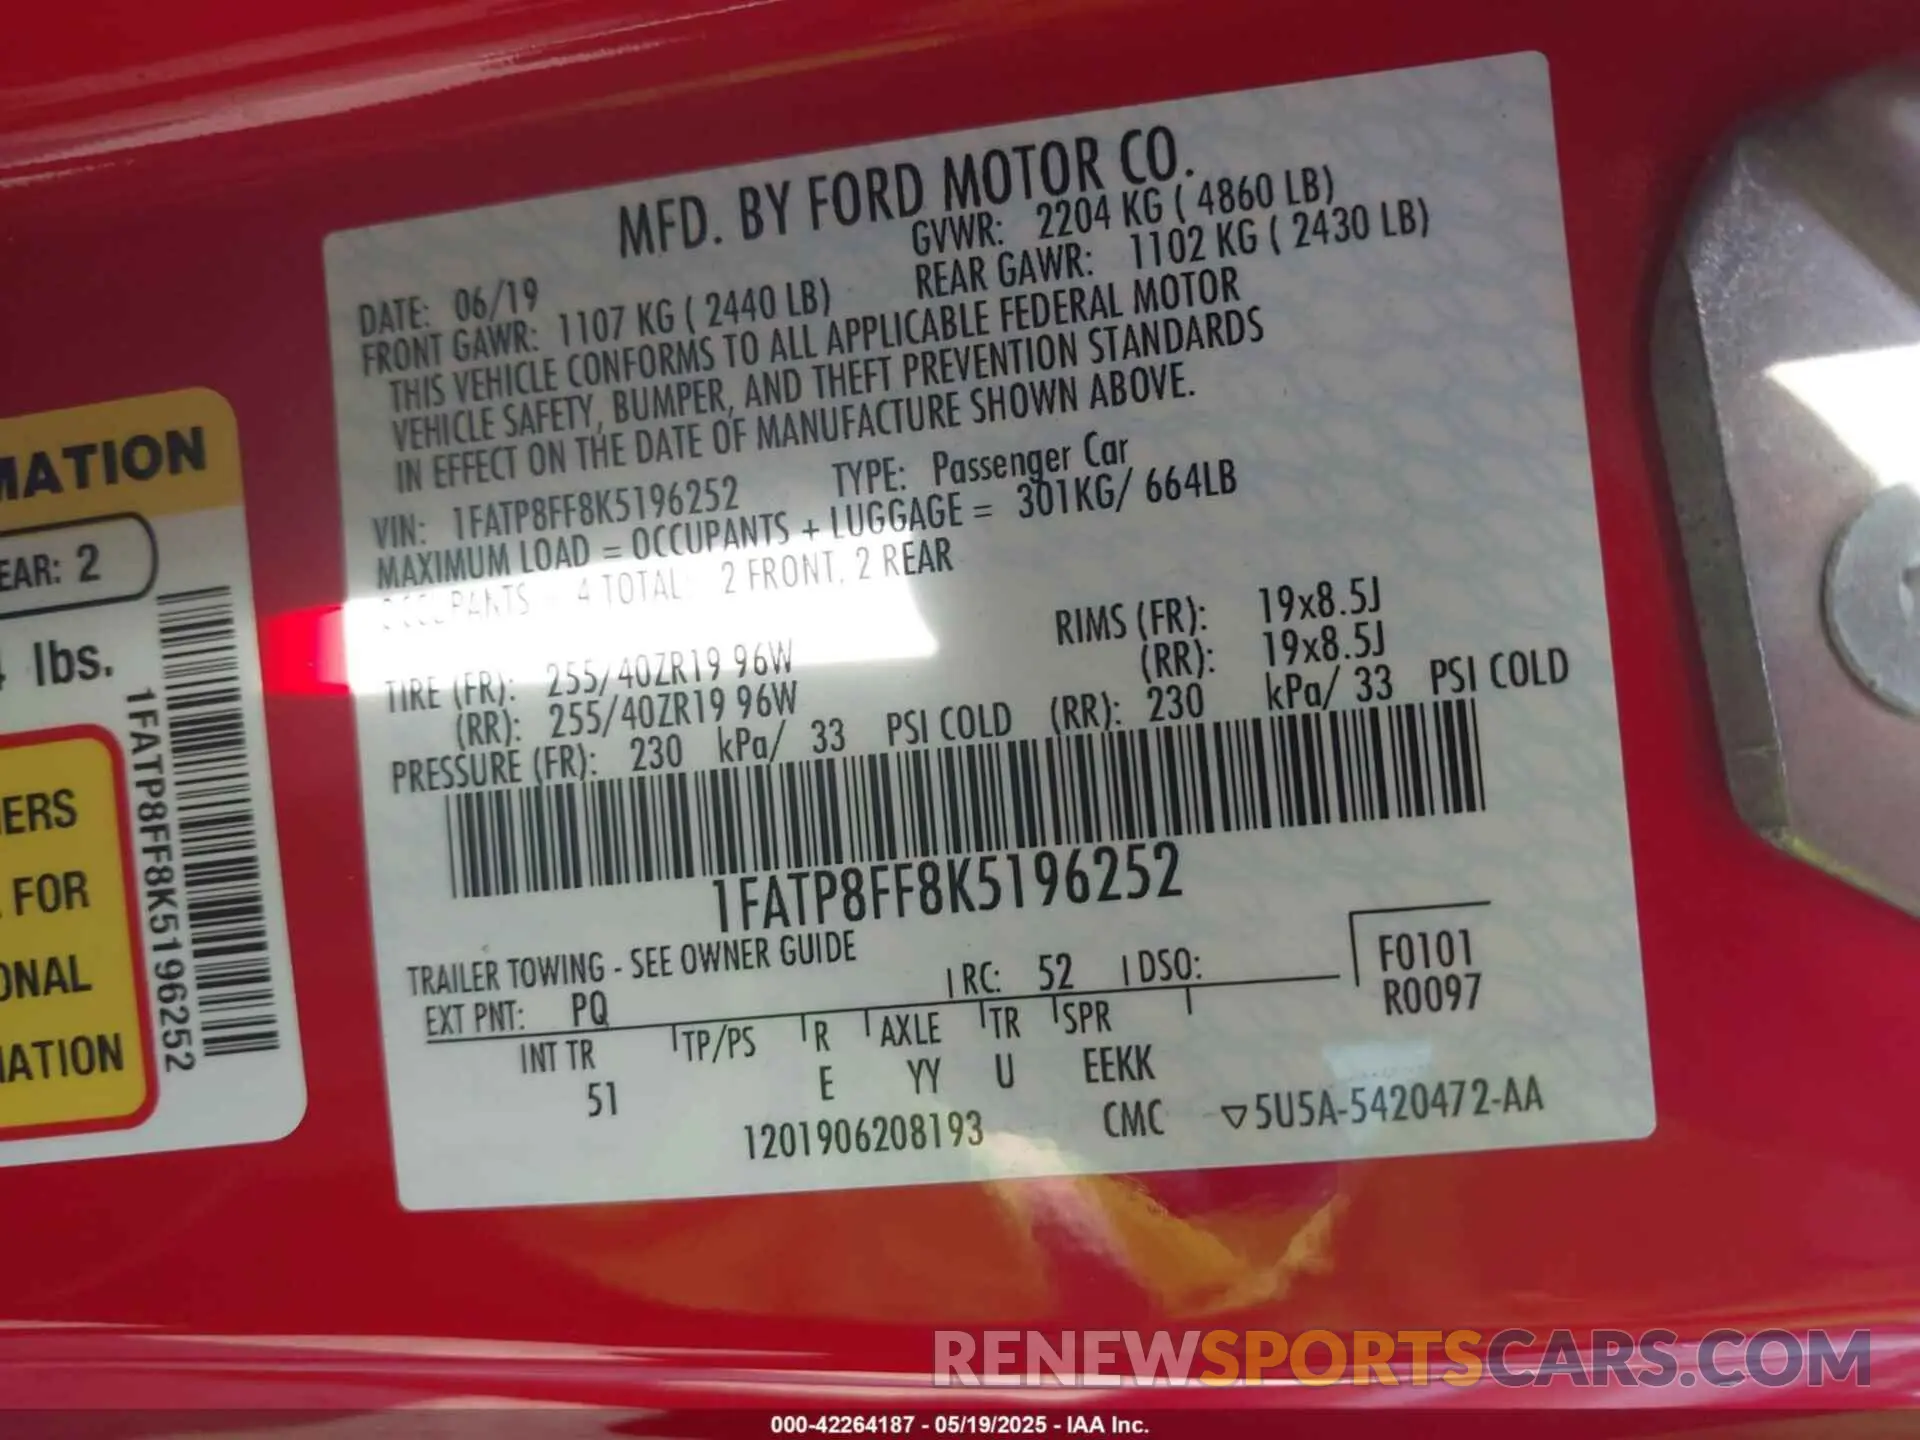 MFD. BY FORD MOTOR CO.
DATE: 06/19 GVWR: 2204 KG ( 4860 LB)
FRONT GAWR: 1107 KG ( 2440 LB) REAR GAWR: 1102 KG ( 2430 LB)
THIS VEHICLE CONFORMS TO ALL APPLICABLE FEDERAL MOTOR
VEHICLE SAFETY, BUMPER, AND THEFT PREVENTION STANDARDS
IN EFFECT ON THE DATE OF MANUFACTURE SHOWN ABOVE.
VIN: 1FATP8FF8K5196252 TYPE: Passenger Car
MAXIMUM LOAD = OCCUPANTS + LUGGAGE = 301KG/ 664LB
OCCUPANTS = 4 TOTAL: 2 FRONT, 2 REAR
TIRE (FR): 255/40ZR19 96W RIMS (FR): 19x8.5J
(RR): 255/40ZR19 96W (RR): 19x8.5J
PRESSURE (FR): 230 kPa/ 33 PSI COLD (RR): 230 kPa/ 33 PSI COLD
1FATP8FF8K5196252
TRAILER TOWING - SEE OWNER GUIDE
EXT PNT: PQ RC: 52 DSO:
F0101
R0097
INT TR TP/PS R AXLE TR SPR
51 E YY U EEKK
1201906208193 CMC ▽5U5A-5420472-AA
MATION
EAR: 2
lbs.
1FATP8FF8K5196252
ERS
FOR
ONAL
MATION
RENEWSPORTSCARS.COM
000-42264187 - 05/19/2025 - IAA Inc.